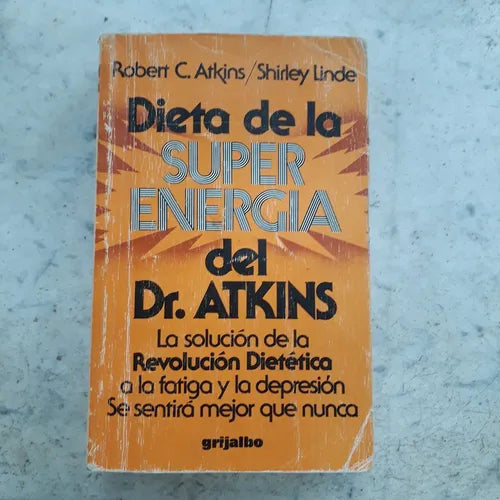 Robert C. Atkins/Shirley Linde
Dieta de la
SUPER
ENERGIA
del
Dr. ATKINS
La solución de la
Revolución Dietética
a la fatiga y la depresión
Se sentirá mejor que nunca
grijalbo